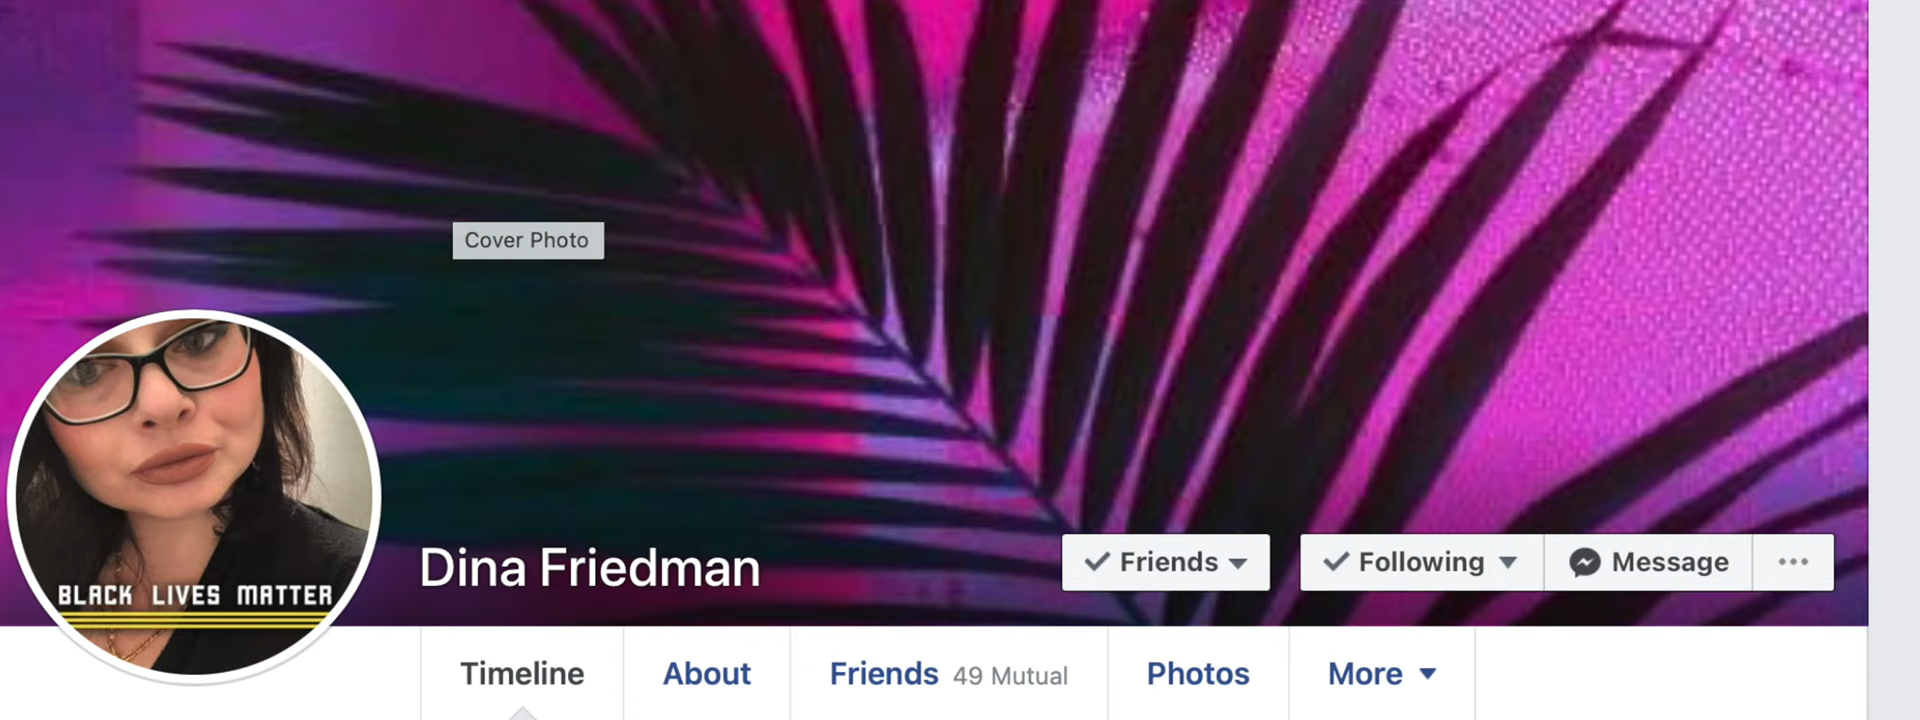 Cover Photo
BLACK LIVES MATTER
Dina Friedman
Friends
Following
Message
Timeline
About
Friends 49 Mutual
Photos
More